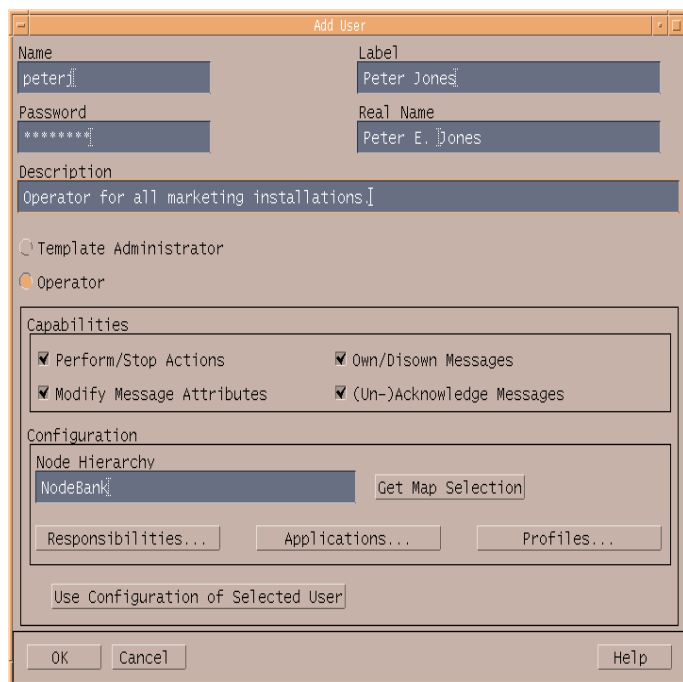 Add User
Name Label
peterj Peter Jones
Password Real Name
******** Peter E. Jones
Description
Operator for all marketing installations.
Template Administrator
Operator
Capabilities
Perform/Stop Actions Own/Disown Messages
Modify Message Attributes (Un-)Acknowledge Messages
Configuration
Node Hierarchy
NodeBank Get Map Selection
Responsibilities... Applications... Profiles...
Use Configuration of Selected User
OK Cancel Help